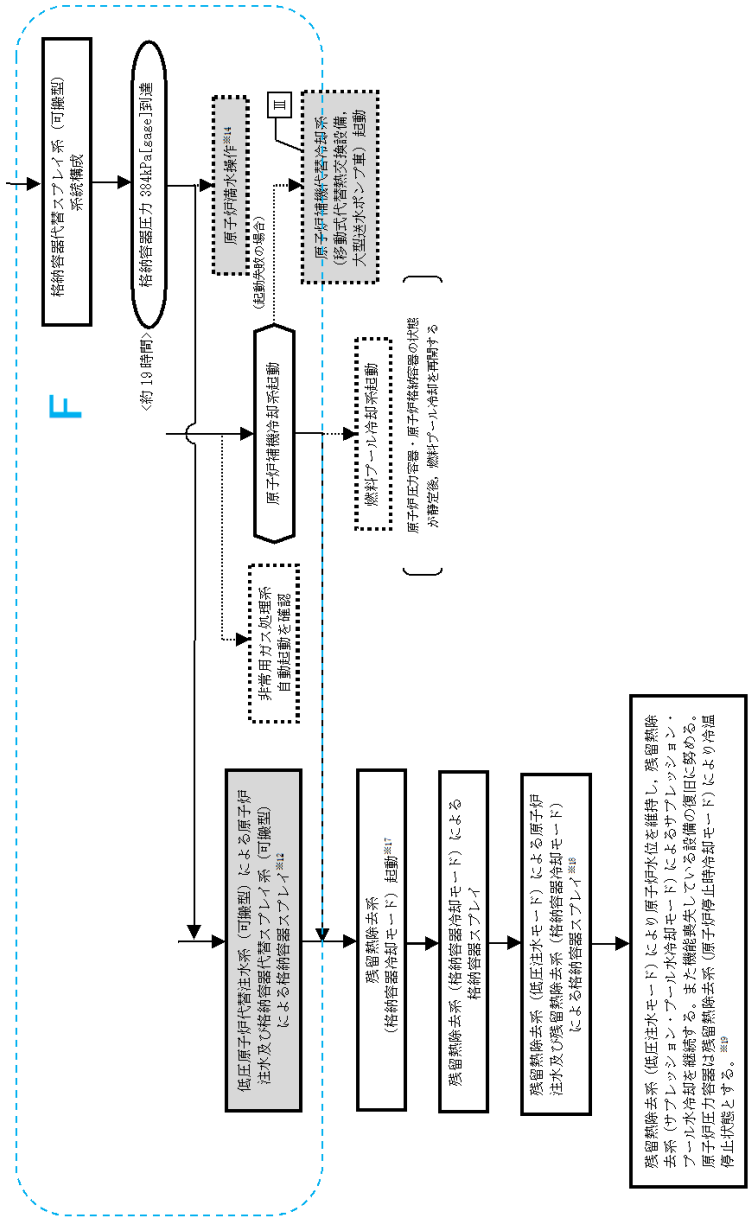 格納容器代替スプレイ系（可搬型）
系統構成
格納容器圧力 384kPa[gage]到達
<約 19 時間>
F
原子炉満水操作※14
(起動失敗の場合)
Ⅲ
原子炉補機代替冷却系
(移動式代替熱交換設備，
大型送水ポンプ車）起動
原子炉補機冷却系起動
燃料プール冷却系起動
原子炉圧力容器・原子炉格納容器の状態
が静定後，燃料プール冷却を再開する
非常用ガス処理系
自動起動を確認
低圧原子炉代替注水系（可搬型）による原子炉
注水及び格納容器代替スプレイ系（可搬型）
による格納容器スプレイ※12
残留熱除去系
（格納容器冷却モード）起動※17
残留熱除去系（格納容器冷却モード）による
格納容器スプレイ
残留熱除去系（低圧注水モード）による原子炉
注水及び残留熱除去系（格納容器冷却モード）
による格納容器スプレイ※18
残留熱除去系（低圧注水モード）により原子炉水位を維持し，残留熱除
去系（サプレッション・プール水冷却モード）によるサプレッション・
プール水冷却を継続する。また機能喪失している設備の復旧に努める。
原子炉圧力容器は残留熱除去系（原子炉停止時冷却モード）により冷温
停止状態とする。※19